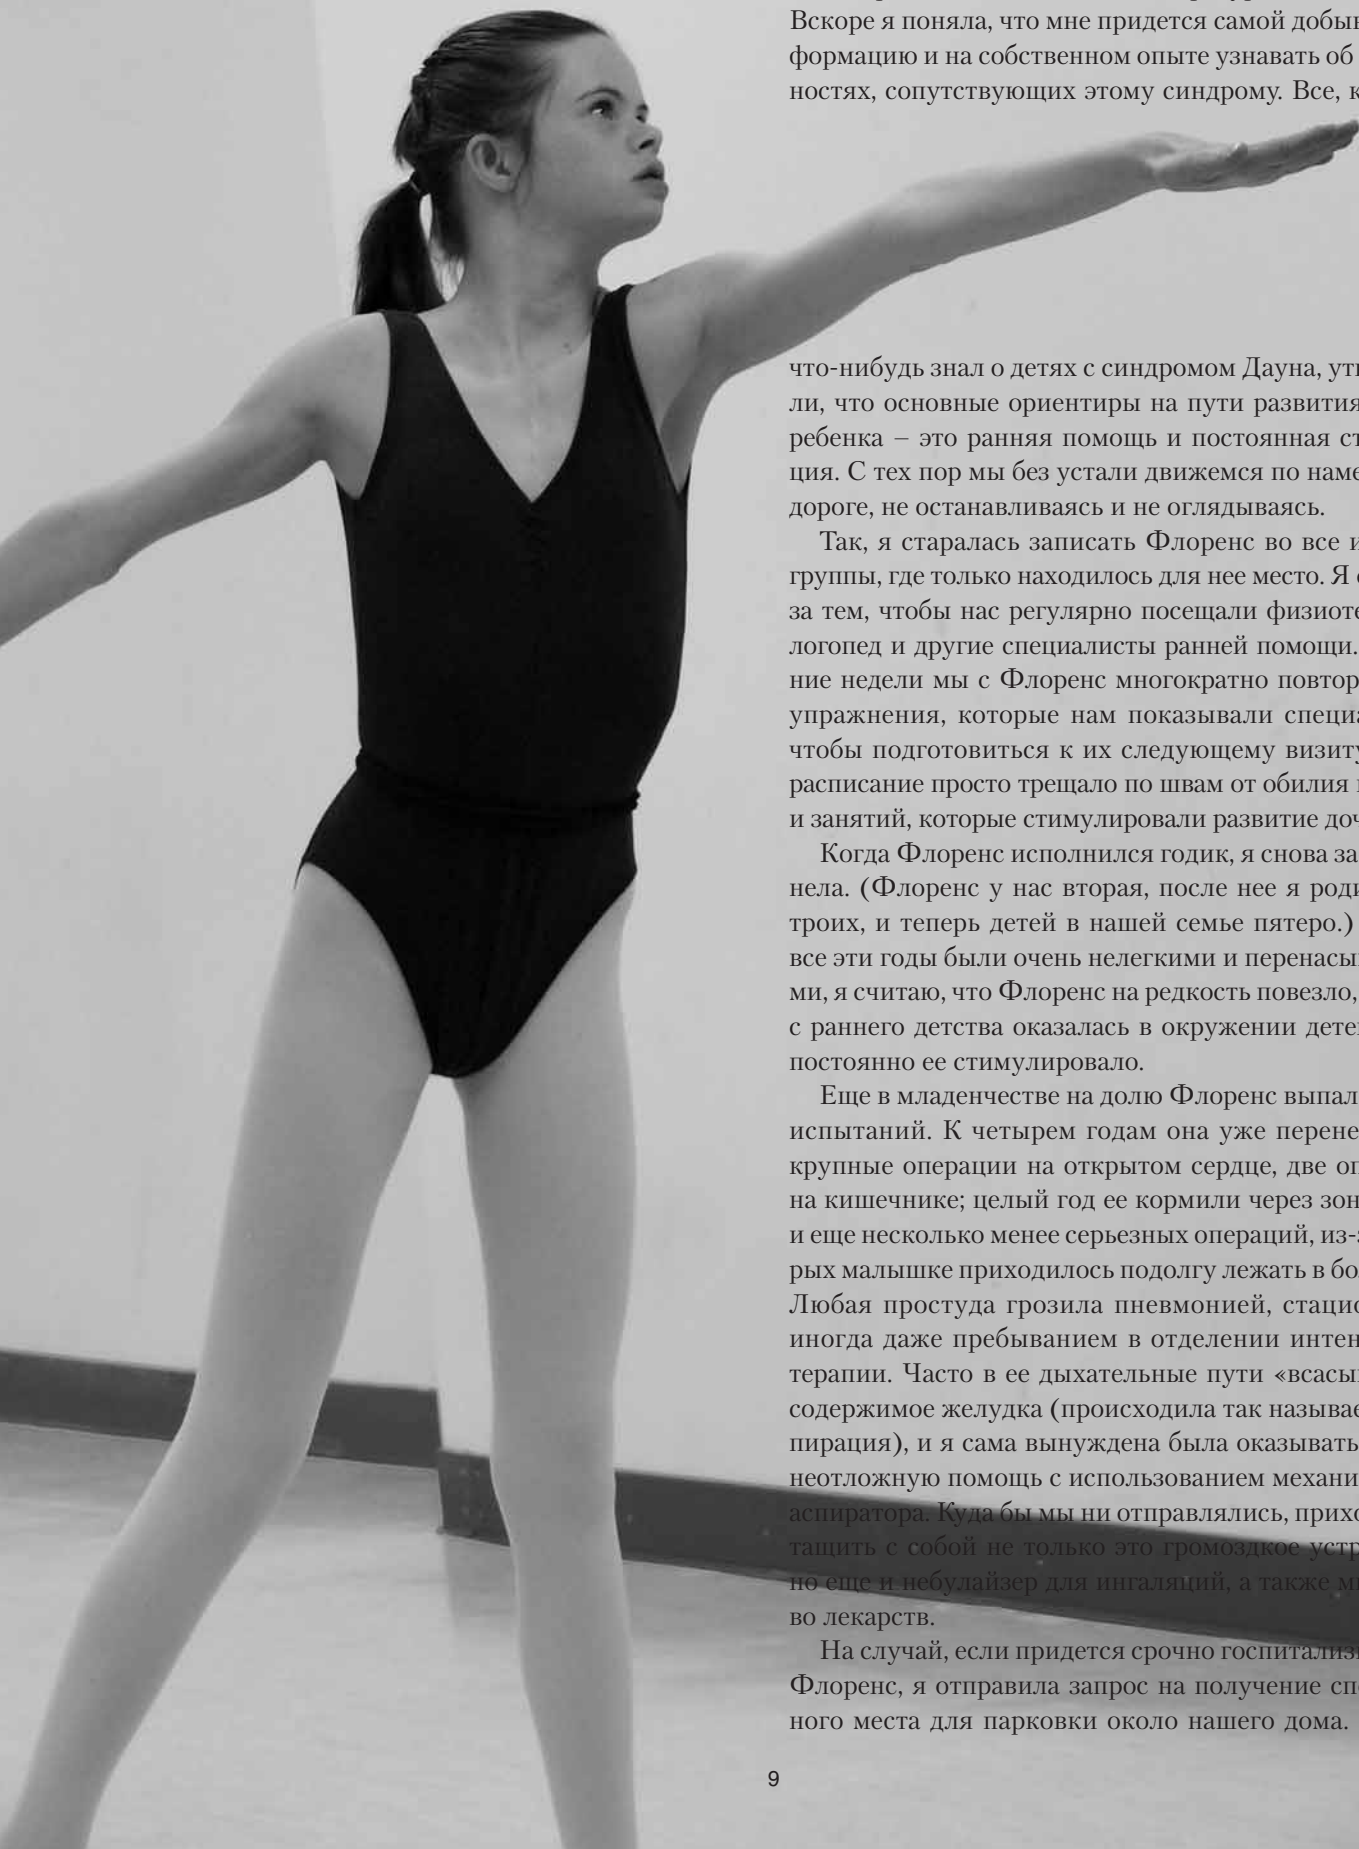 Вскоре я поняла, что мне придется самой добы
формацию и на собственном опыте узнавать об
ностях, сопутствующих этому синдрому. Все, к
что-нибудь знал о детях с синдромом Дауна, ут
ли, что основные ориентиры на пути развития
ребенка – это ранняя помощь и постоянная ст
ция. С тех пор мы без устали движемся по наме
дороге, не останавливаясь и не оглядываясь.
Так, я старалась записать Флоренс во все и
группы, где только находилось для нее место. Я
за тем, чтобы нас регулярно посещали физиоте
логопед и другие специалисты ранней помощи.
ние недели мы с Флоренс многократно повтор
упражнения, которые нам показывали специа
чтобы подготовиться к их следующему визиту
расписание просто трещало по швам от обилия
и занятий, которые стимулировали развитие доч
Когда Флоренс исполнился годик, я снова за
нела. (Флоренс у нас вторая, после нее я роди
троих, и теперь детей в нашей семье пятеро.)
все эти годы были очень нелегкими и перенасы
ми, я считаю, что Флоренс на редкость повезло,
с раннего детства оказалась в окружении дете
постоянно ее стимулировало.
Еще в младенчестве на долю Флоренс выпал
испытаний. К четырем годам она уже перене
крупные операции на открытом сердце, две оп
на кишечнике; целый год ее кормили через зон
и еще несколько менее серьезных операций, из-з
рых малышке приходилось подолгу лежать в бо
Любая простуда грозила пневмонией, стацио
иногда даже пребыванием в отделении интен
терапии. Часто в ее дыхательные пути «всасы
содержимое желудка (происходила так называе
пирация), и я сама вынуждена была оказывать
неотложную помощь с использованием механи
аспиратора. Куда бы мы ни отправлялись, прихо
тащить с собой не только это громоздкое устр
но еще и небулайзер для ингаляций, а также м
во лекарств.
На случай, если придется срочно госпитализ
Флоренс, я отправила запрос на получение сп
ного места для парковки около нашего дома.
9